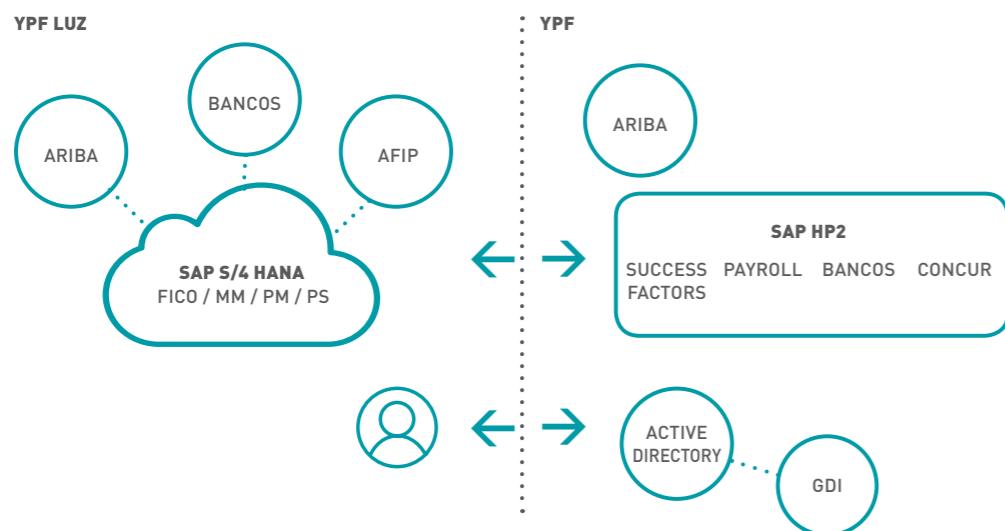 YPF LUZ
BANCOS
ARIBA
AFIP
SAP S/4 HANA
FICO / MM / PM / PS
YPF
ARIBA
SAP HP2
SUCCESS FACTORS
PAYROLL
BANCOS
CONCUR
ACTIVE
DIRECTORY
GDI